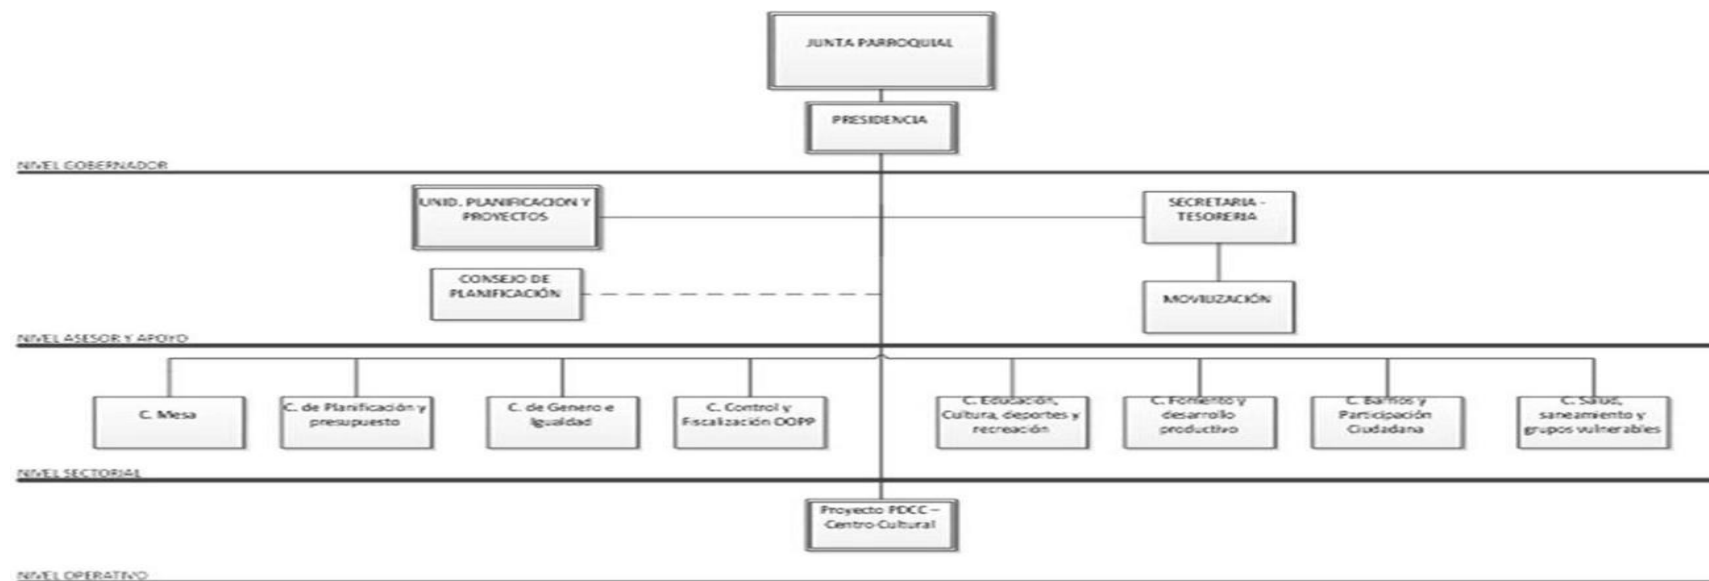 JUNTA PARROQUIAL
PRESIDENCIA
NIVEL GOBERNADOR
UNID. PLANIFICACION Y
PROYECTOS
SECRETARIA -
TESORERIA
CONSEJO DE
PLANIFICACIÓN
MOVILIZACIÓN
NIVEL ASESOR Y APOYO
C. Mesa
C. de Planificación y
presupuesto
C. de Genero e
Igualdad
C. Control y
Fiscalización OOPP
C. Educación,
Cultura, deportes y
recreación
C. Fomento y
desarrollo
productivo
C. Barrios y
Participación
Ciudadana
C. Salud,
saneamiento y
grupos vulnerables
NIVEL SECTORIAL
Proyecto PDCC –
Centro Cultural
NIVEL OPERATIVO